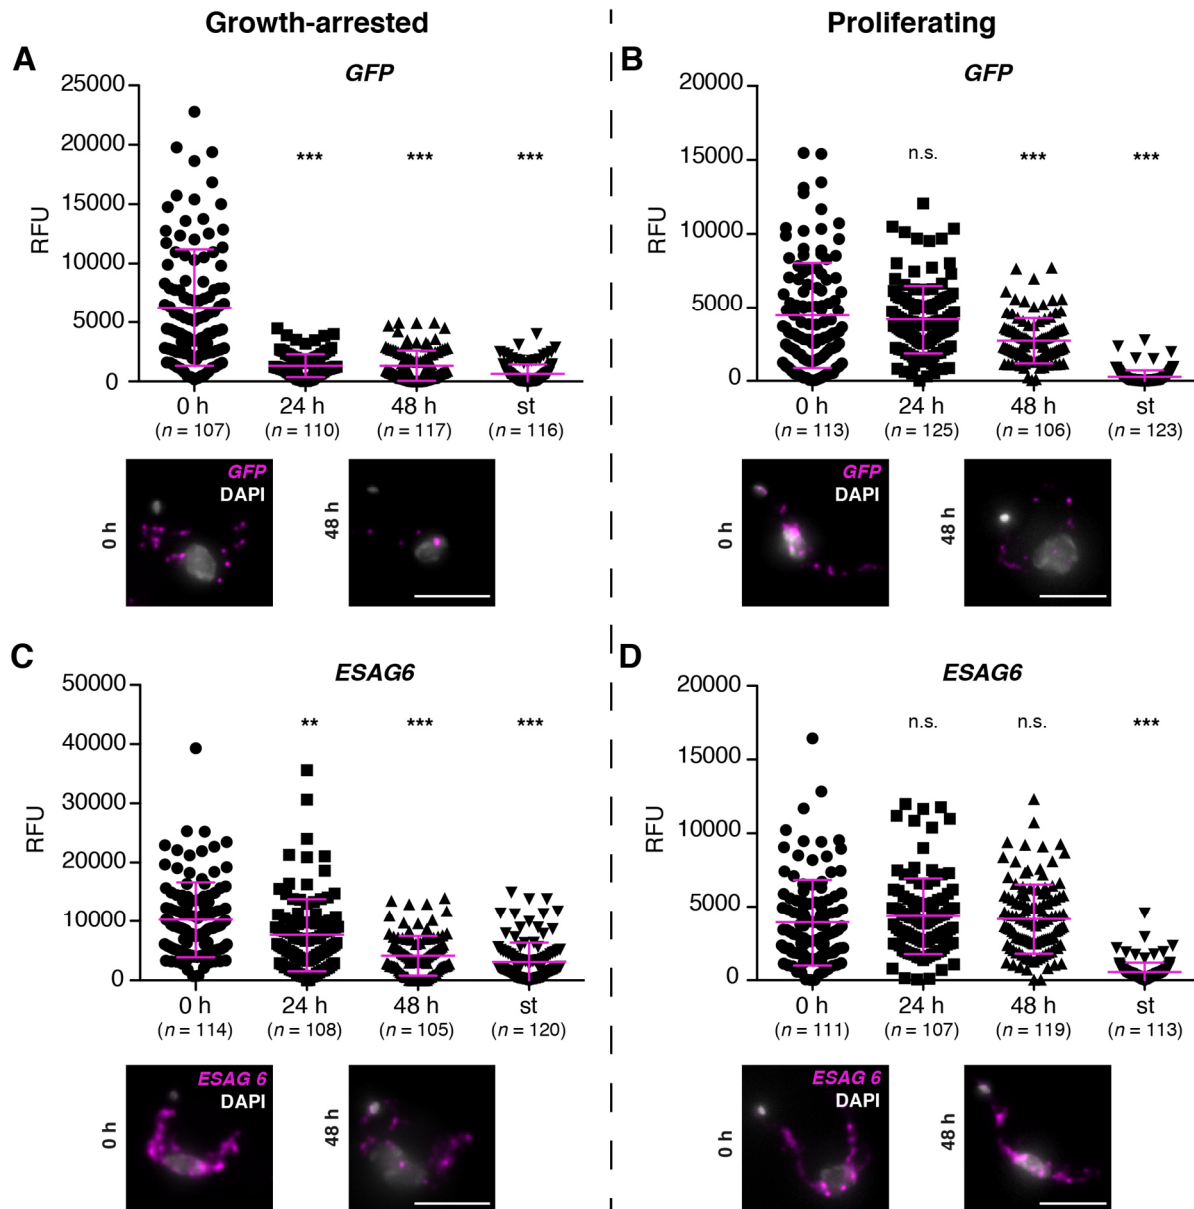 Growth-arrested
Proliferating
A
GFP
25000
20000
15000
10000
5000
0
RFU
***
***
***
0 h
24 h
48 h
st
(n = 107)
(n = 110)
(n = 117)
(n = 116)
0 h
GFP
DAPI
48 h
B
GFP
20000
15000
10000
5000
0
RFU
n.s.
***
***
0 h
24 h
48 h
st
(n = 113)
(n = 125)
(n = 106)
(n = 123)
0 h
GFP
DAPI
48 h
C
ESAG6
50000
40000
30000
20000
10000
0
RFU
**
***
***
0 h
24 h
48 h
st
(n = 114)
(n = 108)
(n = 105)
(n = 120)
0 h
ESAG 6
DAPI
48 h
D
ESAG6
20000
15000
10000
5000
0
RFU
n.s.
n.s.
***
0 h
24 h
48 h
st
(n = 111)
(n = 107)
(n = 119)
(n = 113)
0 h
ESAG 6
DAPI
48 h